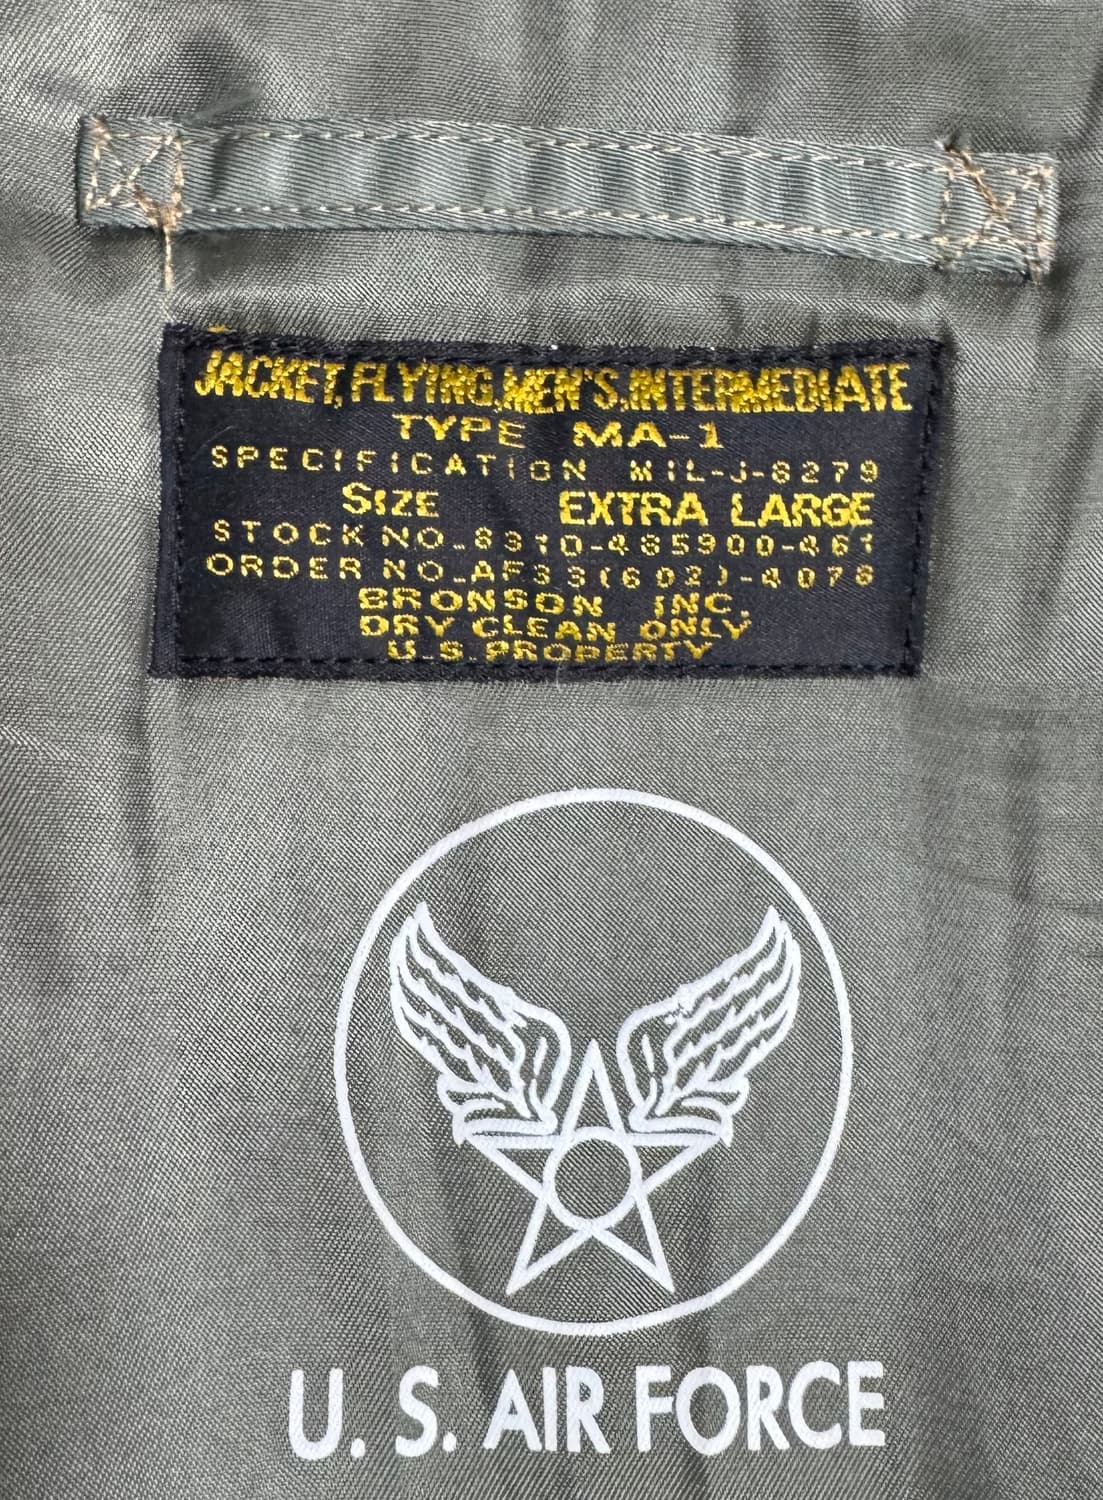 JACKET, FLYING, MEN'S, INTERMEDIATE
TYPE MA-1
SPECIFICATION MIL-J-8279
SIZE EXTRA LARGE
STOCK NO. 8310-485900-461
ORDER NO. AF33(602)-4078
BRONSON INC.
DRY CLEAN ONLY
U.S. PROPERTY
U. S. AIR FORCE